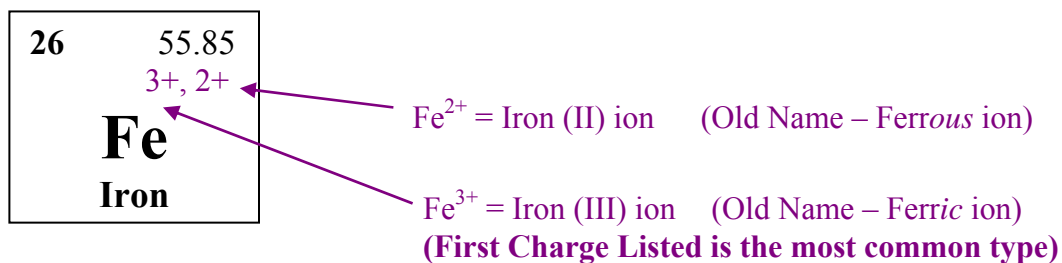 26 55.85
3+, 2+
Fe
Iron
Fe²⁺ = Iron (II) ion (Old Name – Ferrous ion)
Fe³⁺ = Iron (III) ion (Old Name – Ferric ion)
(First Charge Listed is the most common type)